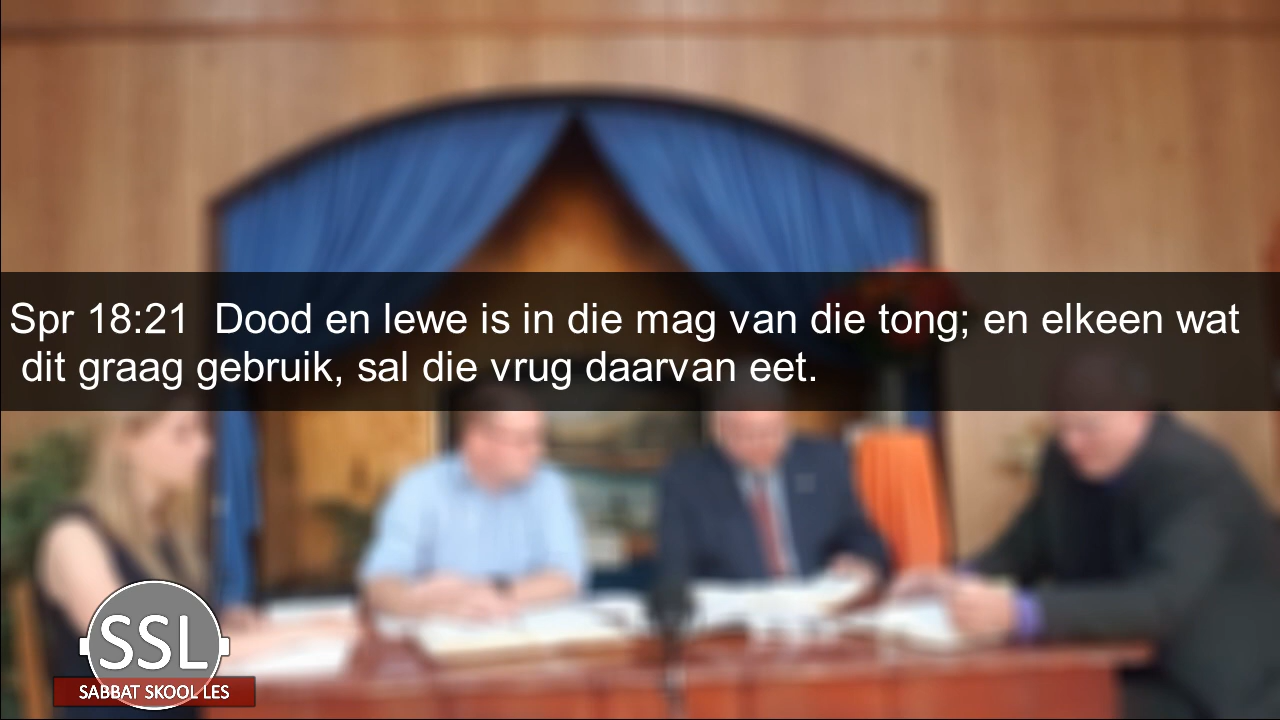 Spr 18:21 Dood en lewe is in die mag van die tong; en elkeen wat
dit graag gebruik, sal die vrug daarvan eet.
SSL
SABBAT SKOOL LES